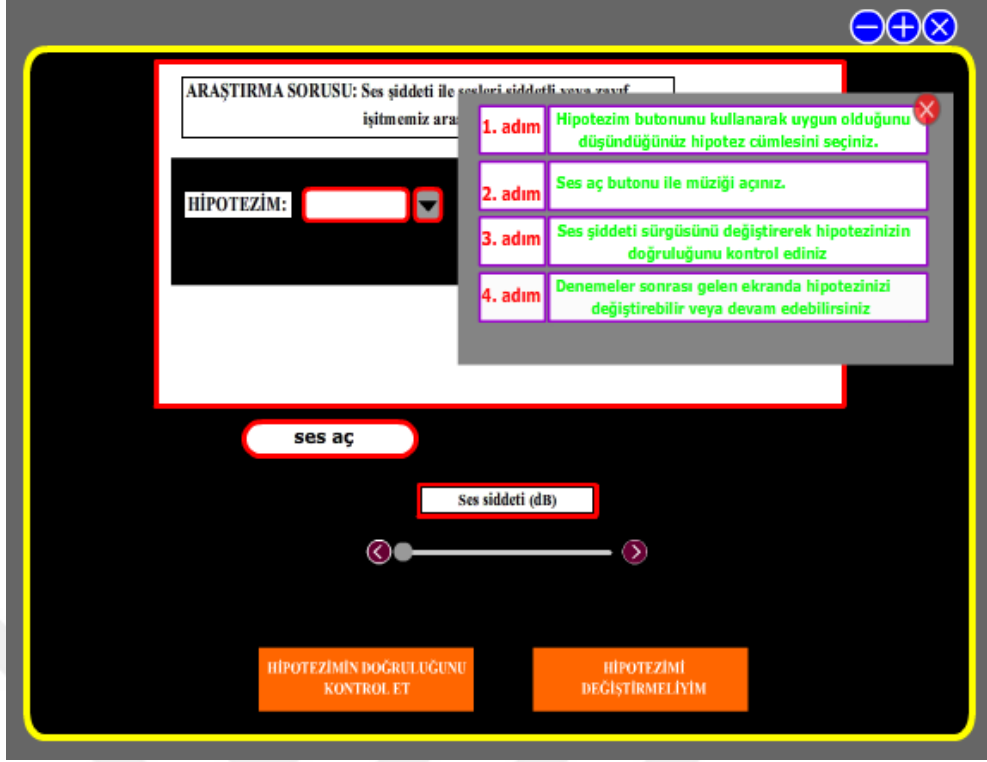 ARAŞTIRMA SORUSU: Ses şiddeti ile sesleri şiddetli veya zayıf
işitmemiz ara
HİPOTEZİM:
1. adım
Hipotezim butonunu kullanarak uygun olduğunu
düşündüğünüz hipotez cümlesini seçiniz.
2. adım
Ses aç butonu ile müziği açınız.
3. adım
Ses şiddeti sürgüsünü değiştirerek hipotezinizin
doğruluğunu kontrol ediniz
4. adım
Denemeler sonrası gelen ekranda hipotezinizi
değiştirebilir veya devam edebilirsiniz
ses aç
Ses siddeti (dB)
HİPOTEZİMİN DOĞRULUĞUNU
KONTROL ET
HİPOTEZİMİ
DEĞİŞTİRMELİYİM